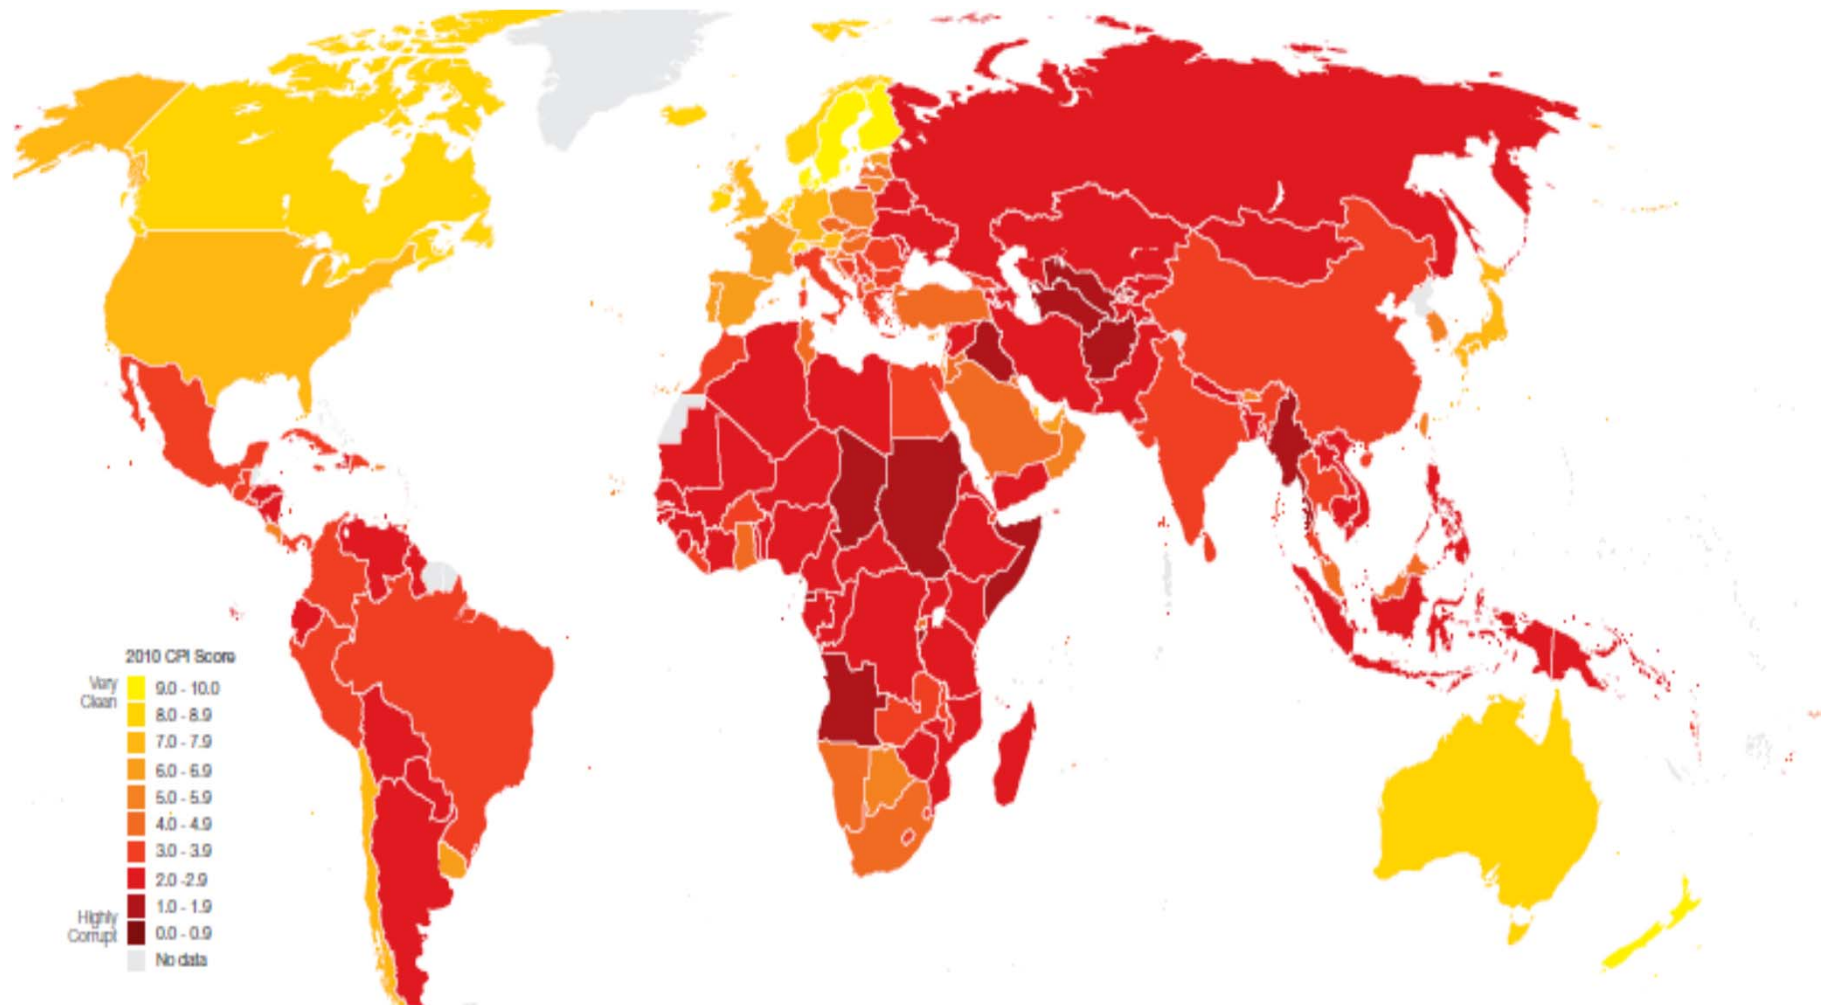 2010 CPI Score
Very
Clean
9.0 - 10.0
8.0 - 8.9
7.0 - 7.9
6.0 - 6.9
5.0 - 5.9
4.0 - 4.9
3.0 - 3.9
2.0 -2.9
1.0 - 1.9
Highly
Corrupt
0.0 - 0.9
No data